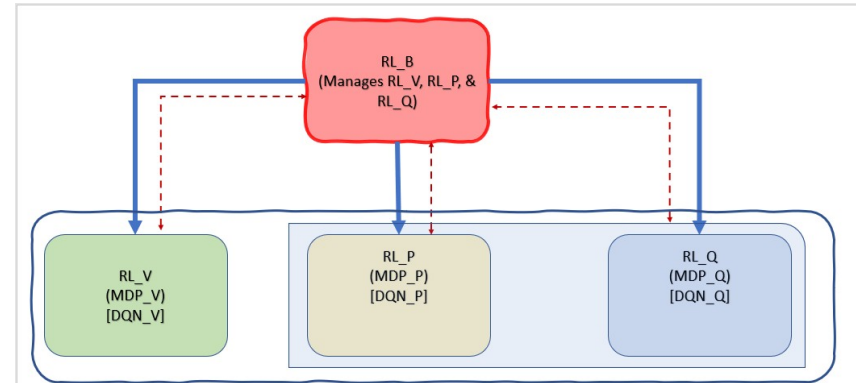 RL_B
(Manages RL_V, RL_P, &
RL_Q)
RL_V
(MDP_V)
[DQN_V]
RL_P
(MDP_P)
[DQN_P]
RL_Q
(MDP_Q)
[DQN_Q]